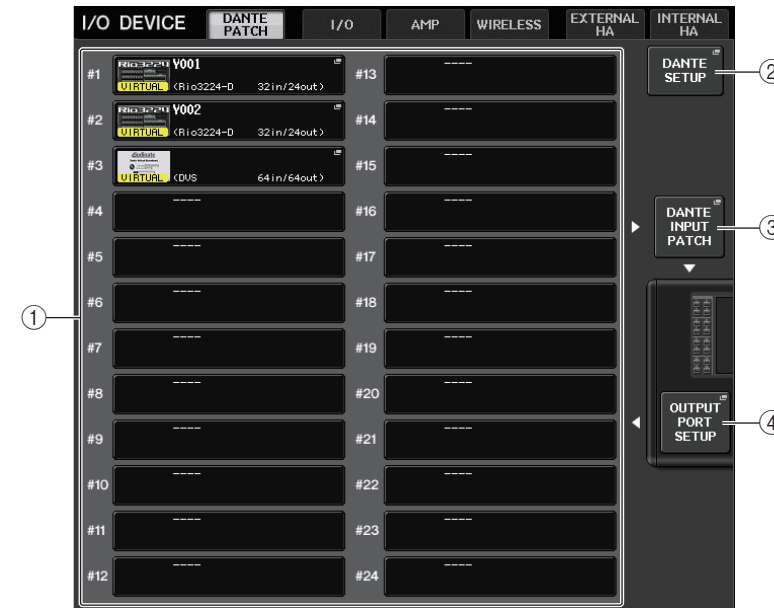 I/O DEVICE
DANTE
PATCH
I/O
AMP
WIRELESS
EXTERNAL
HA
INTERNAL
HA
#1
Rio3224
Y001
VIRTUAL
(Rio3224-D 32in/24out)
#2
Rio3224
Y002
VIRTUAL
(Rio3224-D 32in/24out)
#3
Audinate
VIRTUAL
(DVS 64in/64out)
#4 ----
#5 ----
#6 ----
#7 ----
#8 ----
#9 ----
#10 ----
#11 ----
#12 ----
#13 ----
#14 ----
#15 ----
#16 ----
#17 ----
#18 ----
#19 ----
#20 ----
#21 ----
#22 ----
#23 ----
#24 ----
DANTE
SETUP
DANTE
INPUT
PATCH
OUTPUT
PORT
SETUP
①
②
③
④